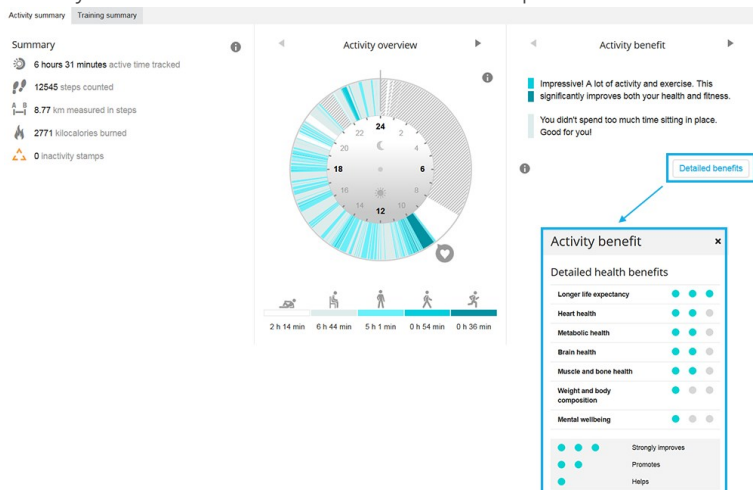 Activity summary
Training summary
Summary
6 hours 31 minutes active time tracked
12545 steps counted
A B
8.77 km measured in steps
2771 kilocalories burned
0 inactivity stamps
Activity overview
24
22 2
20 4
18 6
16 8
14 10
12
2 h 14 min 6 h 44 min 5 h 1 min 0 h 54 min 0 h 36 min
Activity benefit
Impressive! A lot of activity and exercise. This
significantly improves both your health and fitness.
You didn't spend too much time sitting in place.
Good for you!
Detailed benefits
Activity benefit ×
Detailed health benefits
Longer life expectancy
Heart health
Metabolic health
Brain health
Muscle and bone health
Weight and body
composition
Mental wellbeing
Strongly improves
Promotes
Helps